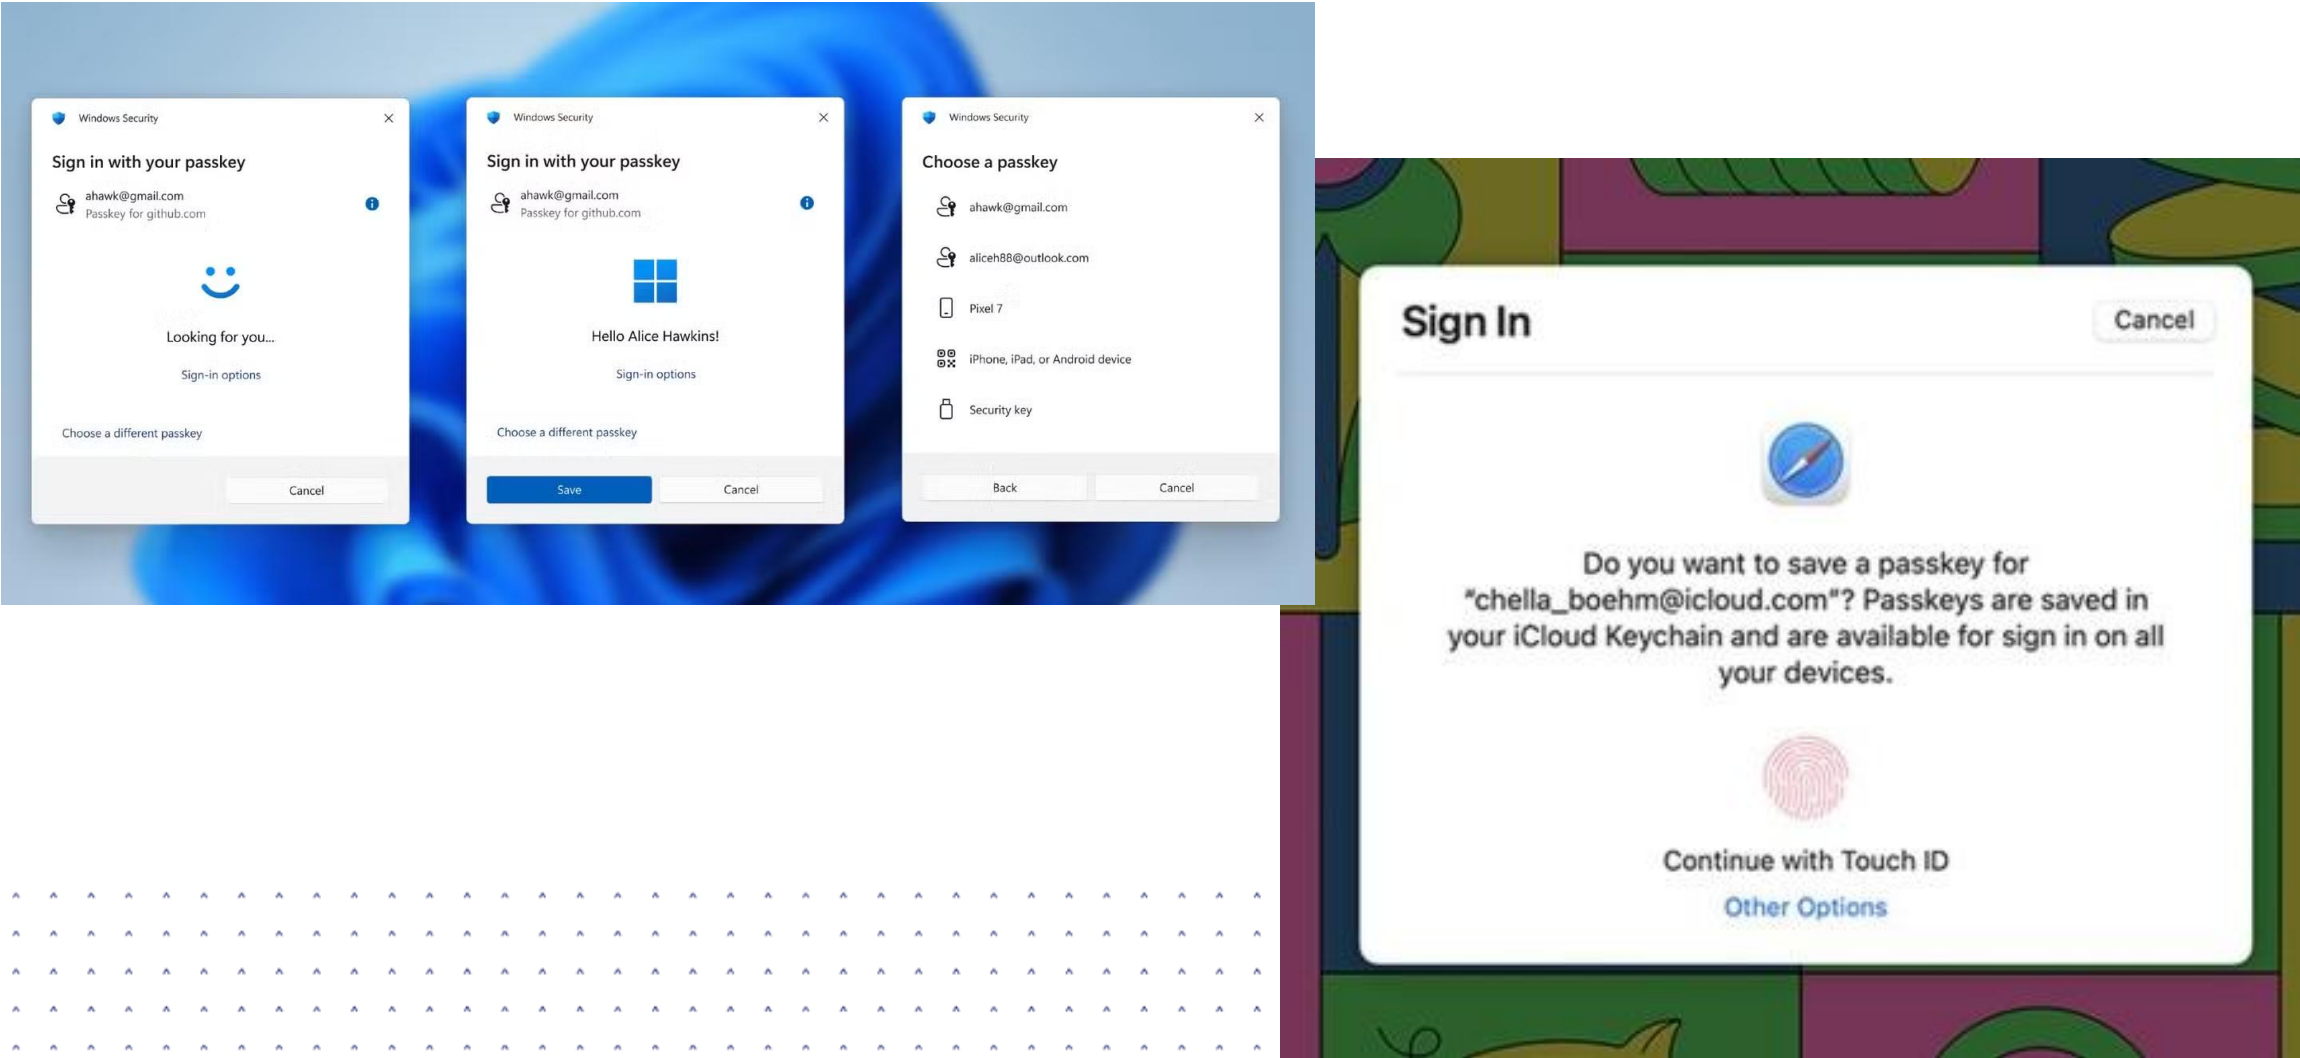 Windows Security
Sign in with your passkey
ahawk@gmail.com
Passkey for github.com
Looking for you...
Sign-in options
Choose a different passkey
Cancel
Windows Security
Sign in with your passkey
ahawk@gmail.com
Passkey for github.com
Hello Alice Hawkins!
Sign-in options
Choose a different passkey
Save
Cancel
Windows Security
Choose a passkey
ahawk@gmail.com
aliceh88@outlook.com
Pixel 7
iPhone, iPad, or Android device
Security key
Back
Cancel
Sign In
Cancel
Do you want to save a passkey for
"chella_boehm@icloud.com"? Passkeys are saved in
your iCloud Keychain and are available for sign in on all
your devices.
Continue with Touch ID
Other Options